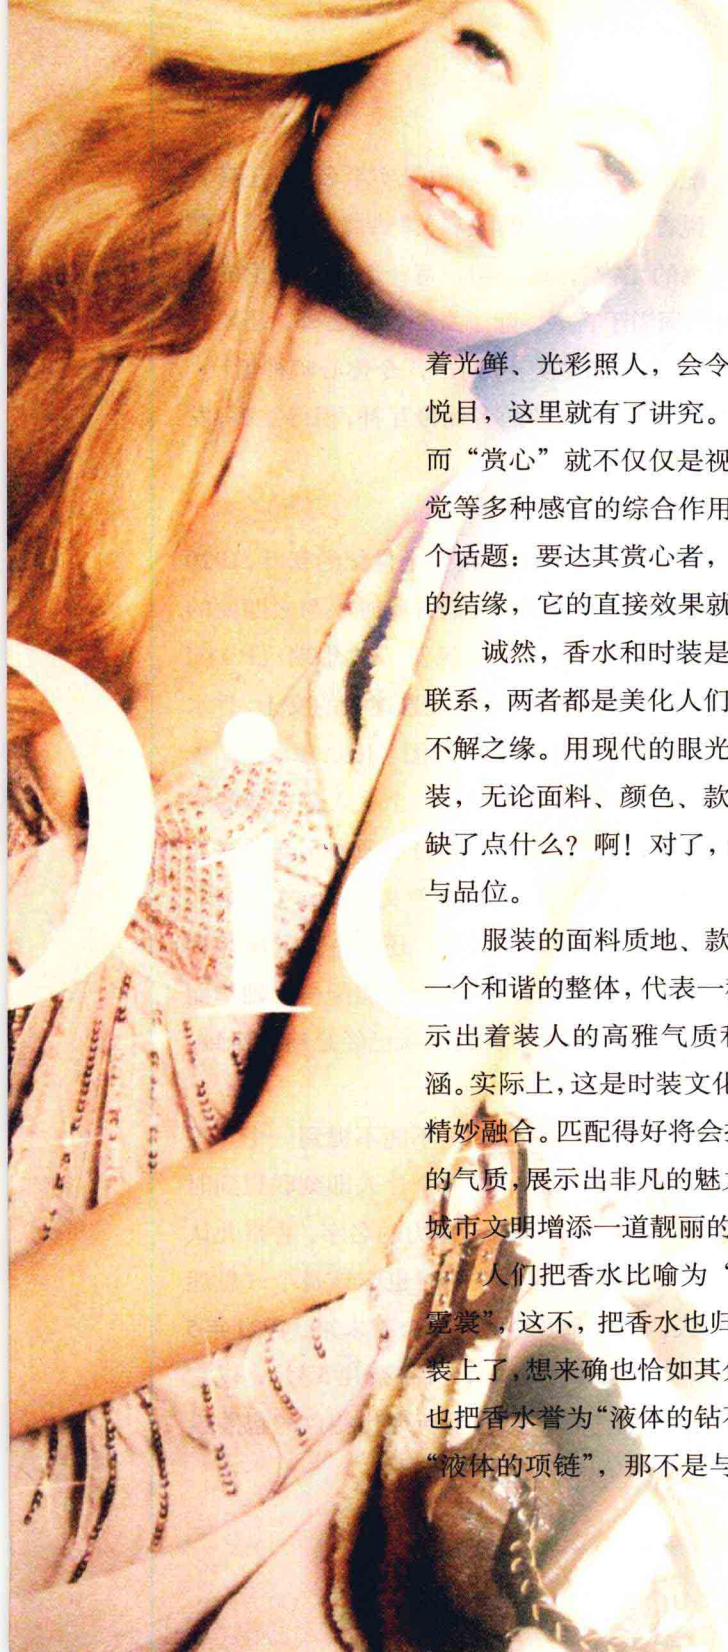 着光鲜、光彩照人，会令
悦目，这里就有了讲究。
而“赏心”就不仅仅是视
觉等多种感官的综合作用
个话题：要达其赏心者，
的结缘，它的直接效果就
诚然，香水和时装是
联系，两者都是美化人们
不解之缘。用现代的眼光
装，无论面料、颜色、款
缺了点什么？啊！对了，
与品位。
服装的面料质地、款
一个和谐的整体，代表一
示出着装人的高雅气质
涵。实际上，这是时装文化
精妙融合。匹配得好将会
的气质，展示出非凡的魅
城市文明增添一道靓丽的
人们把香水比喻为“
霓裳”，这不，把香水也归
装上了，想来确也恰如其
也把香水誉为“液体的钻
“液体的项链”，那不是与
Dio